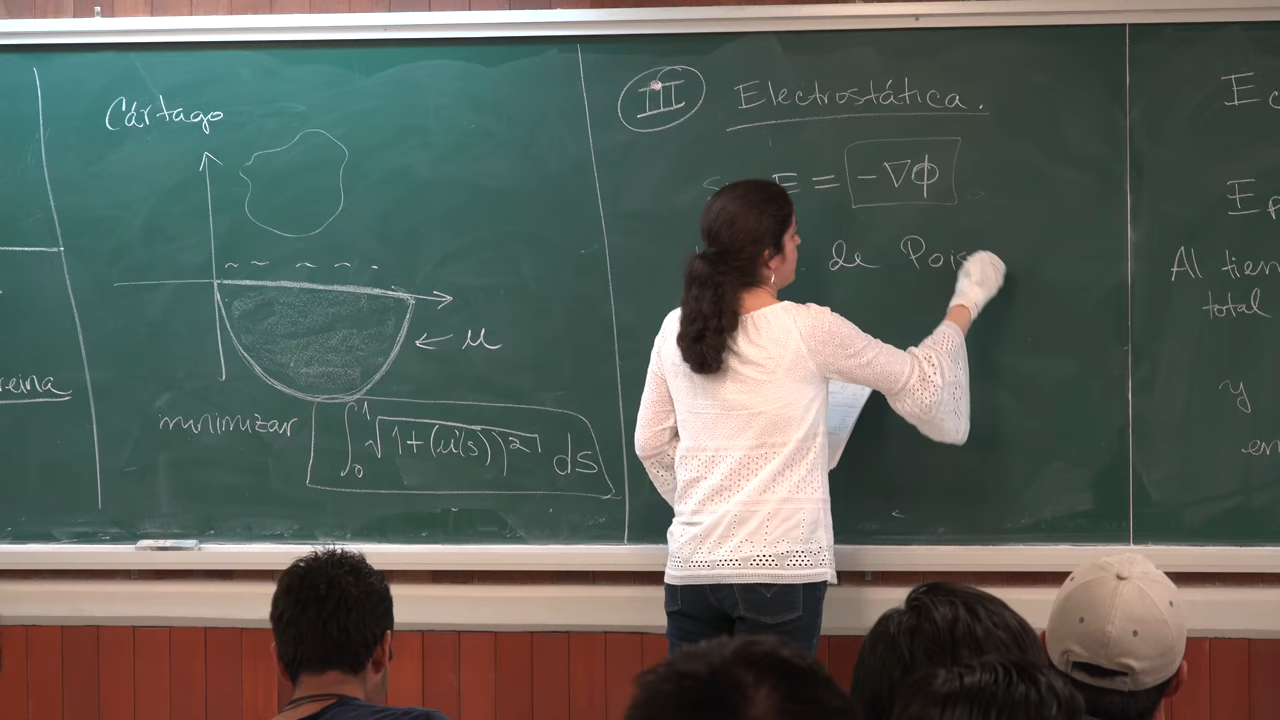 reina
Cártago
u
minimizar
∫₀¹ √1+(u'(s))² ds
III Electrostática.
E = -∇ϕ
de Pois
E
Al tien
total
y
en